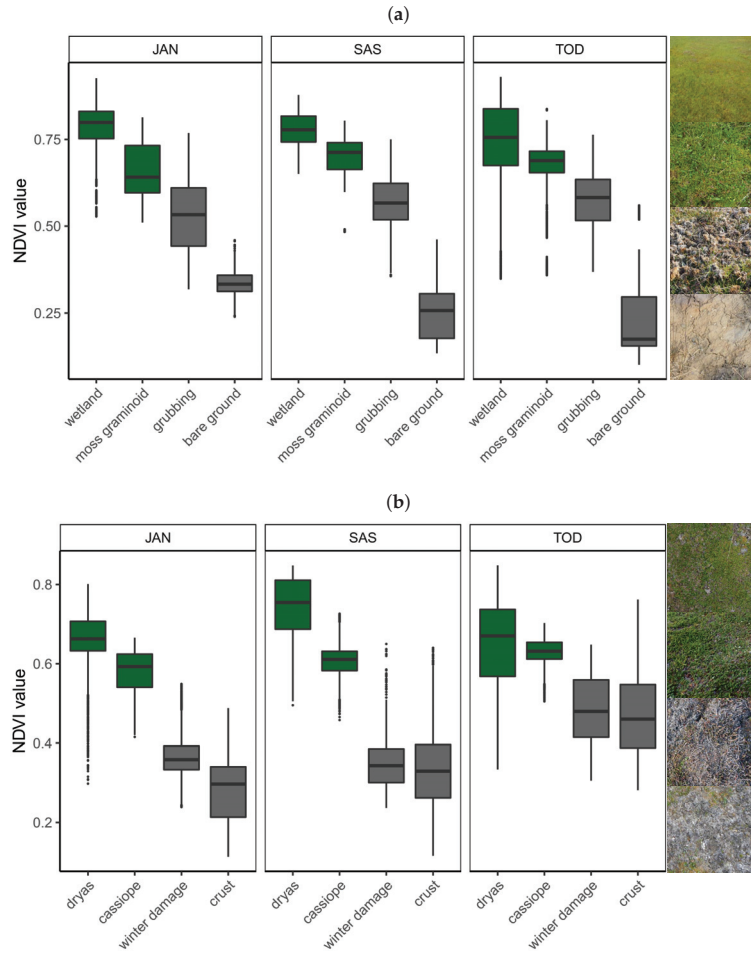 (a)
JAN SAS TOD
NDVI value
0.75
0.50
0.25
wetland moss graminoid grubbing bare ground wetland moss graminoid grubbing bare ground wetland moss graminoid grubbing bare ground
(b)
JAN SAS TOD
NDVI value
0.8
0.6
0.4
0.2
dryas cassiope winter damage crust dryas cassiope winter damage crust dryas cassiope winter damage crust